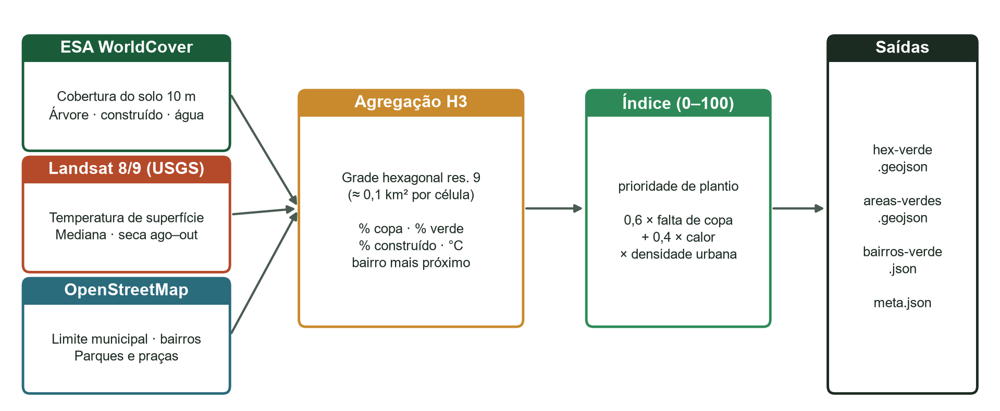 ESA WorldCover
Cobertura do solo 10 m
Árvore · construído · água
Landsat 8/9 (USGS)
Temperatura de superfície
Mediana · seca ago–out
OpenStreetMap
Limite municipal · bairros
Parques e praças
Agregação H3
Grade hexagonal res. 9
(≈ 0,1 km² por célula)
% copa · % verde
% construído · °C
bairro mais próximo
Índice (0–100)
prioridade de plantio
0,6 × falta de copa
+ 0,4 × calor
× densidade urbana
Saídas
hex-verde
.geojson
areas-verdes
.geojson
bairros-verde
.json
meta.json